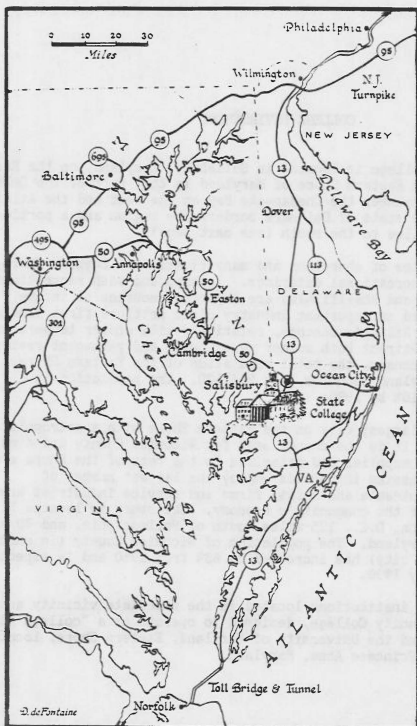 Philadelphia
0 10 20 30
Miles
95
Wilmington
N.J.
Turnpike
95
NEW JERSEY
695
13
Baltimore
Delaware Bay
95
Dover
495
50
113
Washington
Annapolis
50
DELAWARE
Easton
301
13
Cambridge
50
Ocean City
Salisbury
State
College
Chesapeake
Bay
13
VA.
VIRGINIA
13
ATLANTIC OCEAN
Toll Bridge & Tunnel
Norfolk
D. deFontaine